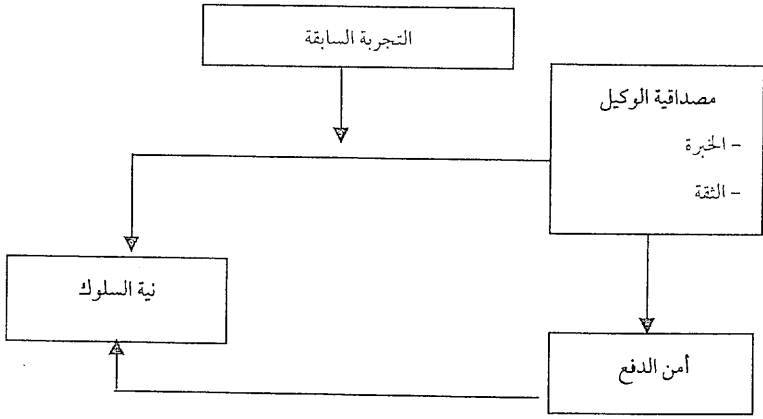 التجربة السابقة
مصداقية الوكيل
- الخبرة
- الثقة
نية السلوك
أمن الدفع